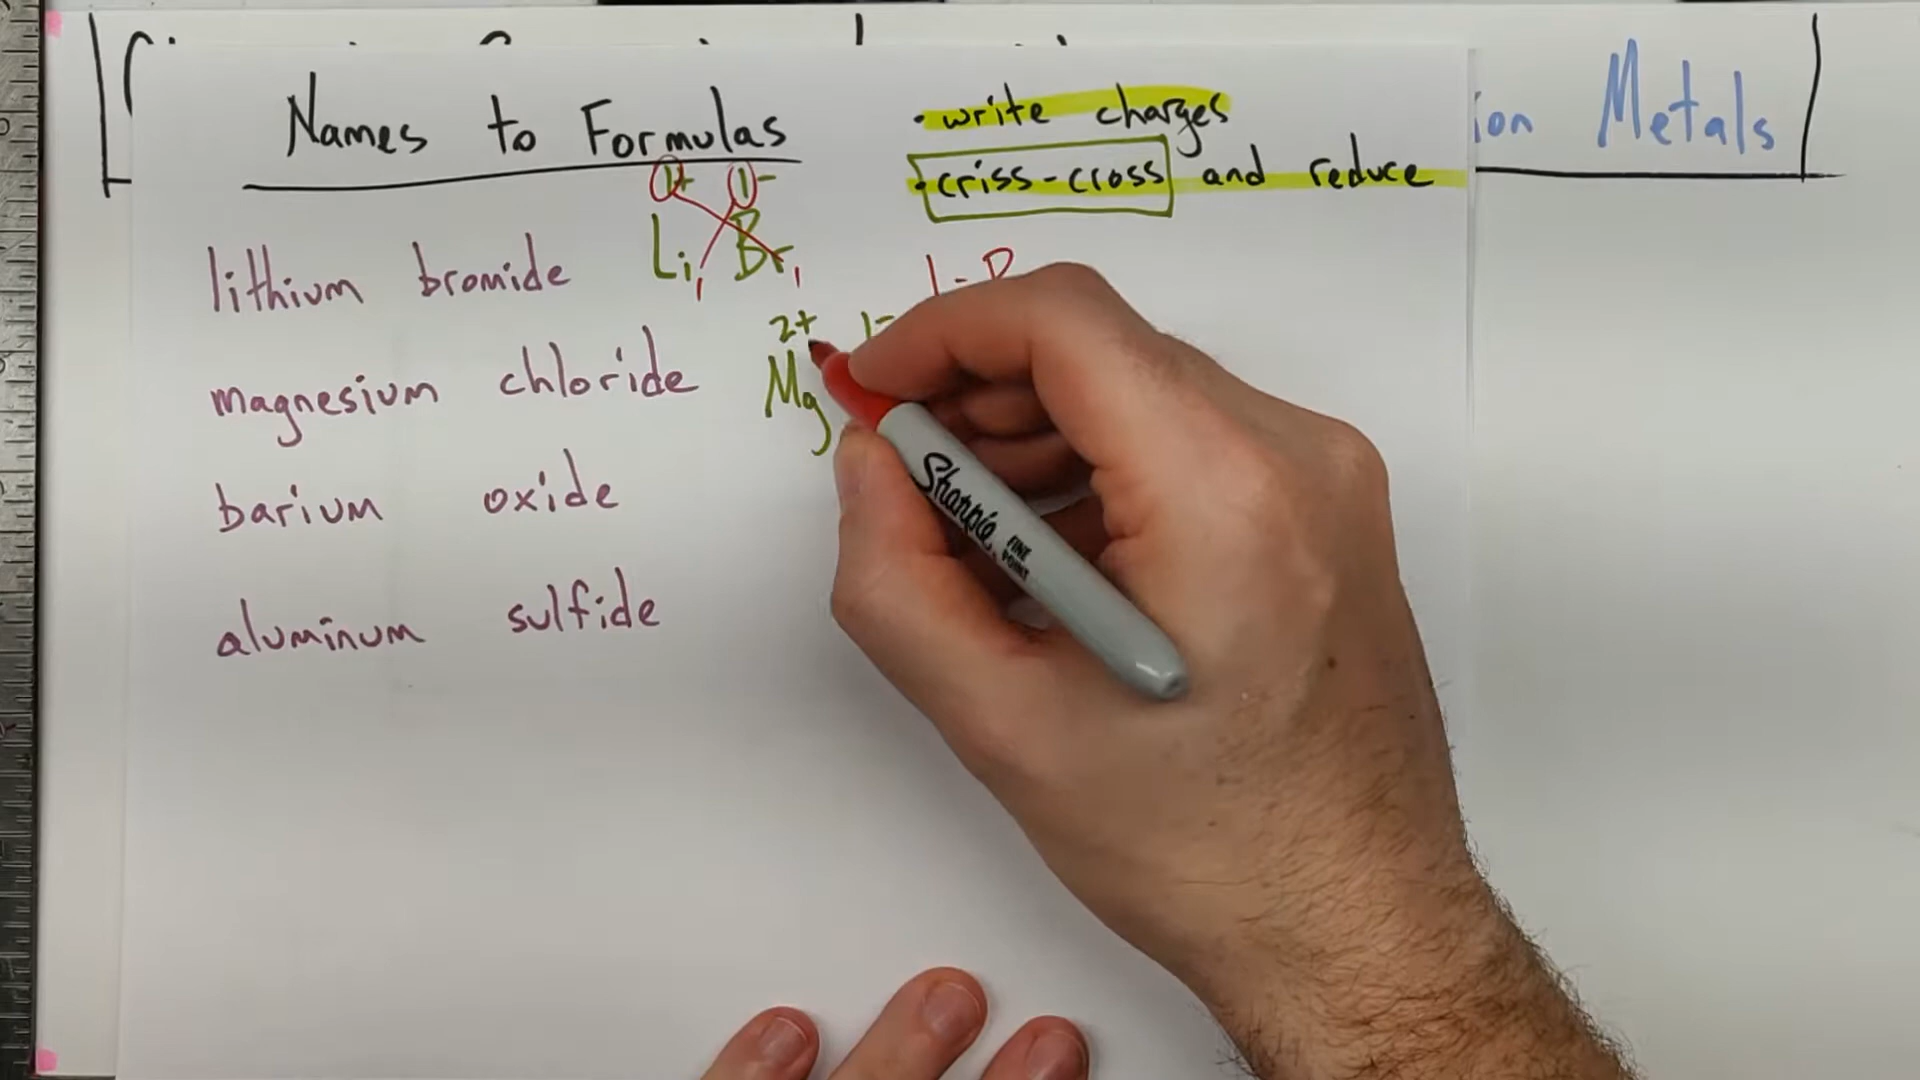 Names to Formulas
• write charges
• criss-cross and reduce
ion Metals
1+ 1-
lithium bromide Li1 Br1
2+ 1-
magnesium chloride Mg
barium oxide
aluminum sulfide
Sharpie
FINE POINT